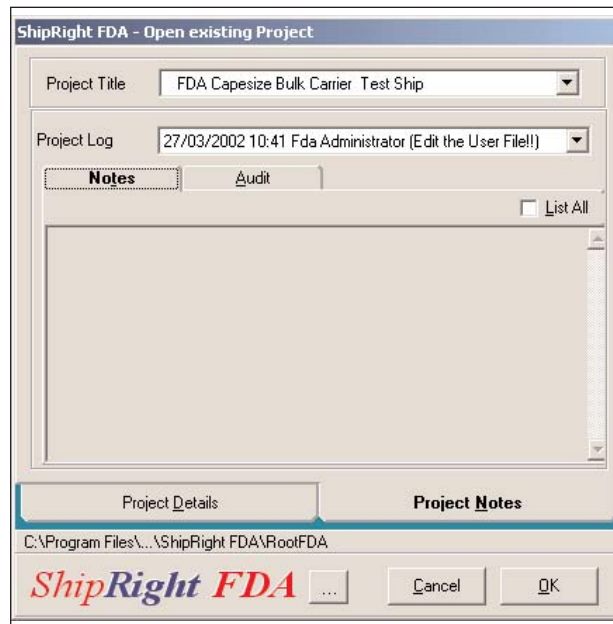 ShipRight FDA - Open existing Project
Project Title FDA Capesize Bulk Carrier Test Ship
Project Log 27/03/2002 10:41 Fda Administrator (Edit the User File!!)
Notes Audit
List All
Project Details Project Notes
C:\Program Files\...\ShipRight FDA\RootFDA
ShipRight FDA ... Cancel OK